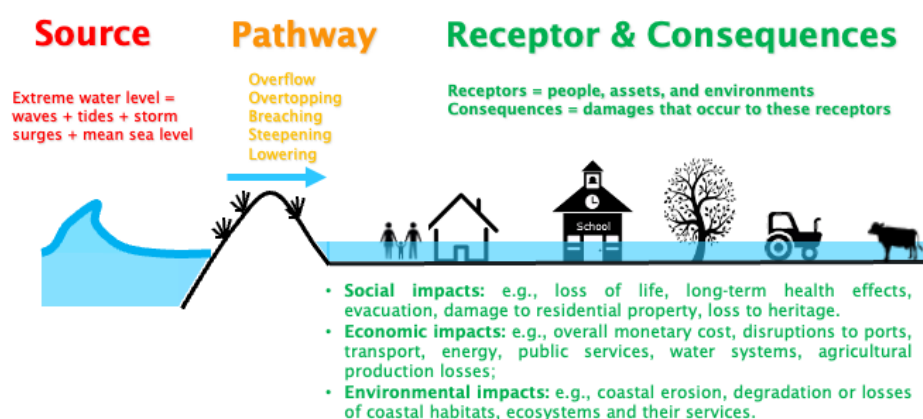 Source
Pathway
Receptor & Consequences
Extreme water level =
waves + tides + storm
surges + mean sea level
Overflow
Overtopping
Breaching
Steepening
Lowering
Receptors = people, assets, and environments
Consequences = damages that occur to these receptors
School
• Social impacts: e.g., loss of life, long-term health effects,
evacuation, damage to residential property, loss to heritage.
• Economic impacts: e.g., overall monetary cost, disruptions to ports,
transport, energy, public services, water systems, agricultural
production losses;
• Environmental impacts: e.g., coastal erosion, degradation or losses
of coastal habitats, ecosystems and their services.